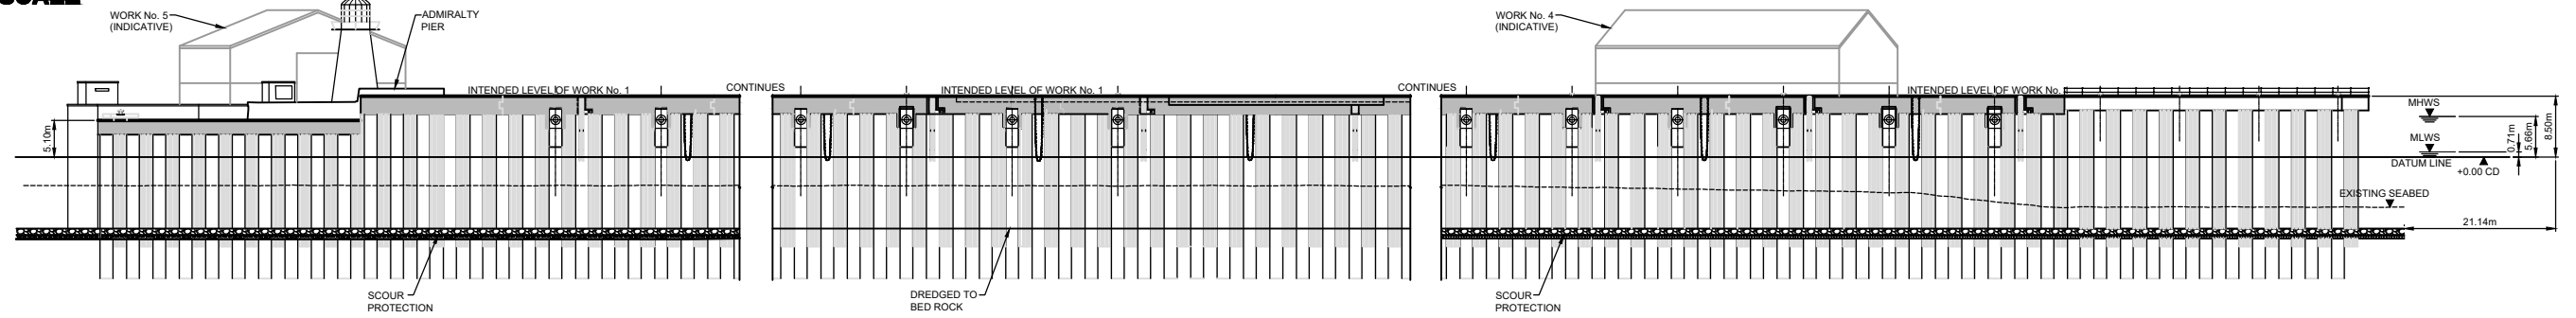 WORK No. 5
(INDICATIVE)
ADMIRALTY
PIER
INTENDED LEVEL OF WORK No. 1
CONTINUES
INTENDED LEVEL OF WORK No. 1
CONTINUES
WORK No. 4
(INDICATIVE)
INTENDED LEVEL OF WORK No.
MHWS
MLWS
DATUM LINE
+0.00 CD
0.71m
5.66m
8.50m
5.10m
EXISTING SEABED
21.14m
SCOUR
PROTECTION
DREDGED TO
BED ROCK
SCOUR
PROTECTION